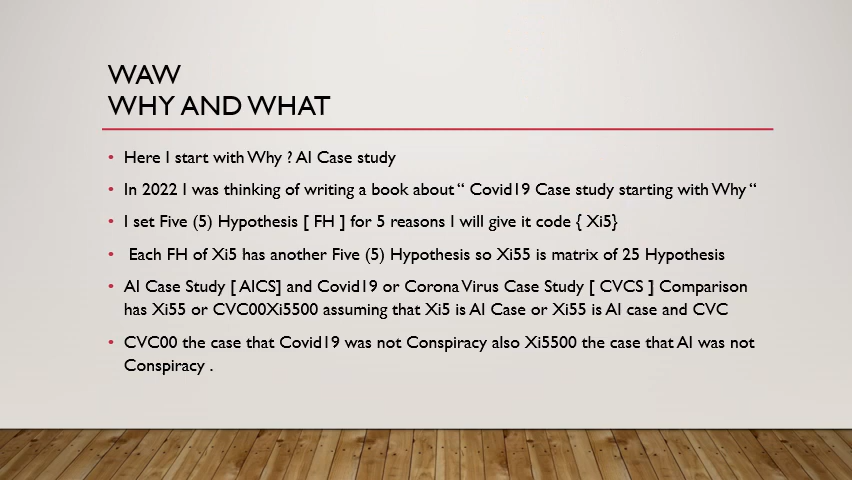 WAW
WHY AND WHAT
• Here I start with Why ? AI Case study
• In 2022 I was thinking of writing a book about “ Covid19 Case study starting with Why “
• I set Five (5) Hypothesis [ FH ] for 5 reasons I will give it code { Xi5}
• Each FH of Xi5 has another Five (5) Hypothesis so Xi55 is matrix of 25 Hypothesis
• AI Case Study [ AICS] and Covid19 or Corona Virus Case Study [ CVCS ] Comparison
has Xi55 or CVC00Xi5500 assuming that Xi5 is AI Case or Xi55 is AI case and CVC
• CVC00 the case that Covid19 was not Conspiracy also Xi5500 the case that AI was not
Conspiracy .